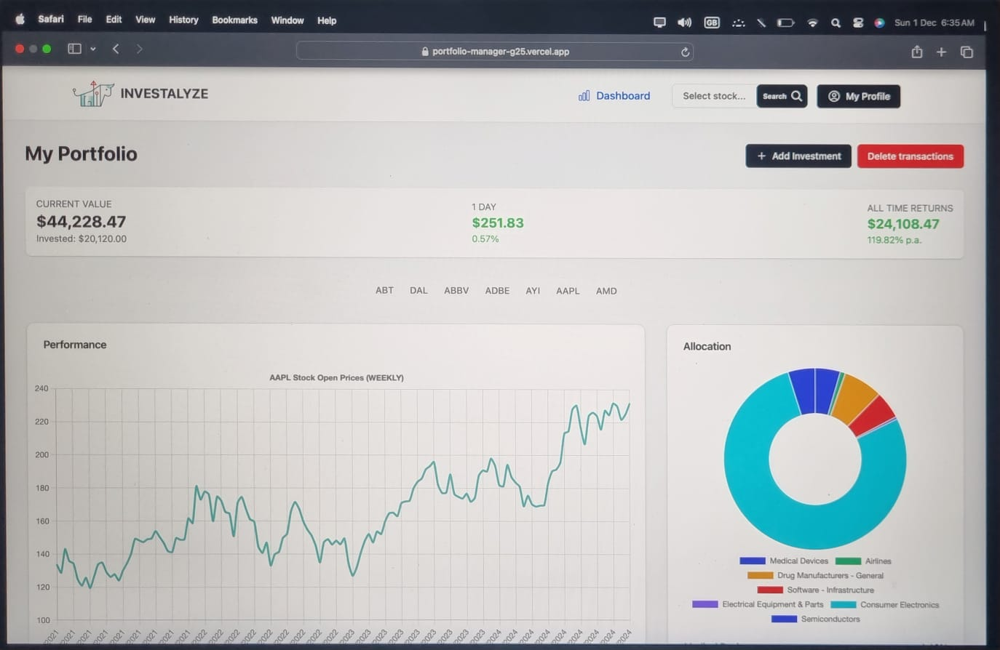 Safari File Edit View History Bookmarks Window Help GB Sun 1 Dec 6:35 AM
portfolio-manager-g25.vercel.app
INVESTALYZE Dashboard Select stock... Search My Profile
My Portfolio + Add Investment Delete transactions
CURRENT VALUE 1 DAY ALL TIME RETURNS
$44,228.47 $251.83 $24,108.47
Invested: $20,120.00 0.57% 119.82% p.a.
ABT DAL ABBV ADBE AYI AAPL AMD
Performance
AAPL Stock Open Prices (WEEKLY)
240
220
200
180
160
140
120
100
2021 2021 2021 2021 2021 2021 2021 2021 2021 2022 2022 2022 2022 2022 2022 2022 2022 2022 2023 2023 2023 2023 2023 2023 2023 2023 2023 2024 2024 2024 2024 2024 2024 2024 2024 2024
Allocation
Medical Devices Airlines
Drug Manufacturers - General
Software - Infrastructure
Electrical Equipment & Parts Consumer Electronics
Semiconductors